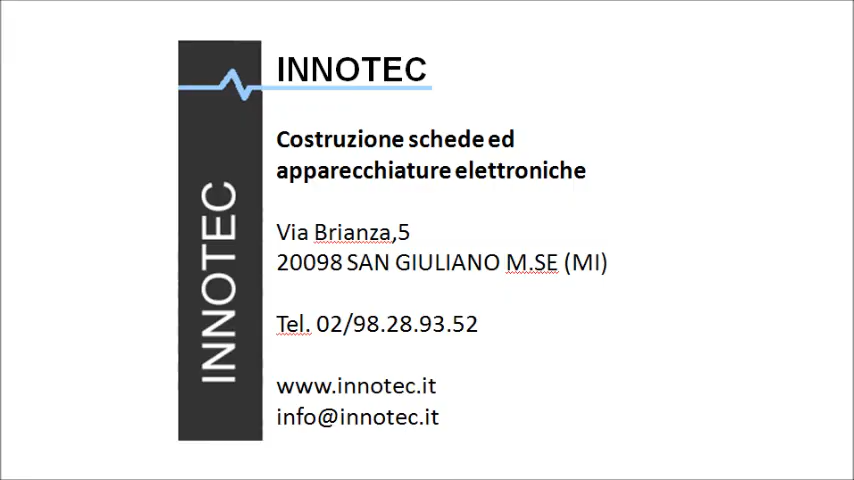 INNOTEC
INNOTEC
Costruzione schede ed
apparecchiature elettroniche
Via Brianza,5
20098 SAN GIULIANO M.SE (MI)
Tel. 02/98.28.93.52
www.innotec.it
info@innotec.it